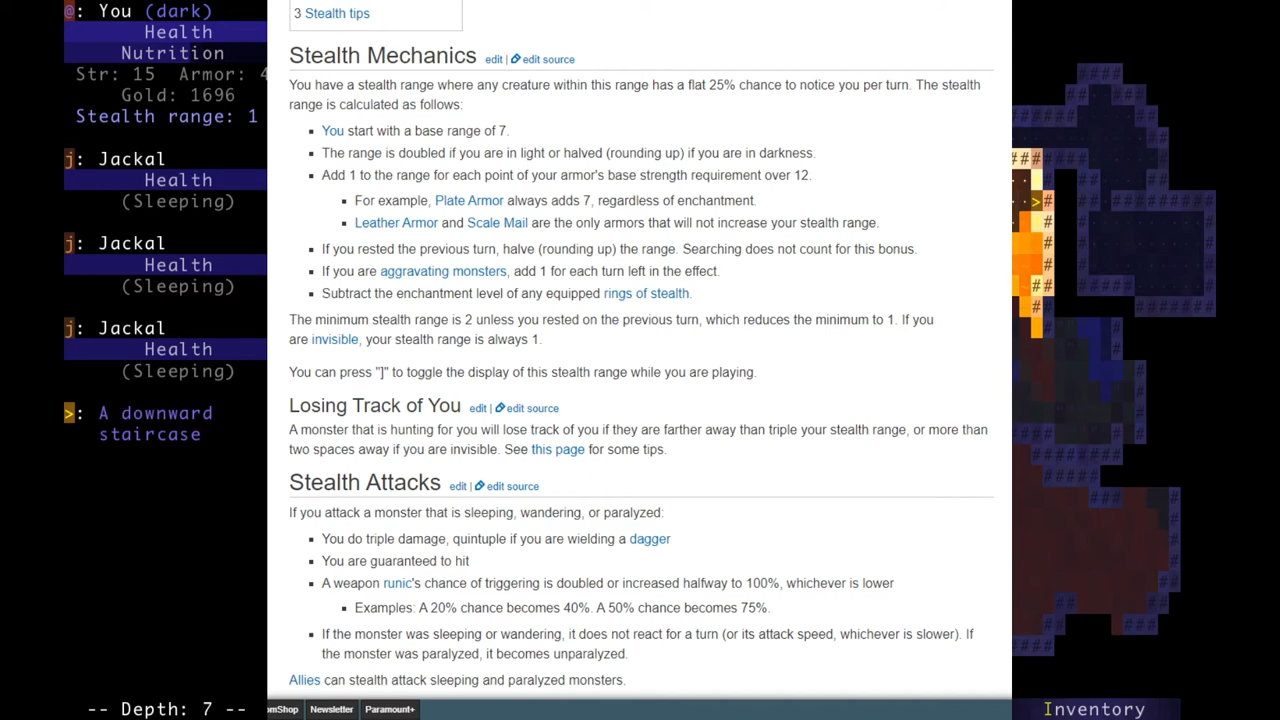 @: You (dark)
Health
Nutrition
Str: 15 Armor: 4
Gold: 1696
Stealth range: 1
j: Jackal
Health
(Sleeping)
j: Jackal
Health
(Sleeping)
j: Jackal
Health
(Sleeping)
>: A downward
staircase
-- Depth: 7 --
3 Stealth tips
Stealth Mechanics edit | edit source
You have a stealth range where any creature within this range has a flat 25% chance to notice you per turn. The stealth
range is calculated as follows:
You start with a base range of 7.
The range is doubled if you are in light or halved (rounding up) if you are in darkness.
Add 1 to the range for each point of your armor's base strength requirement over 12.
For example, Plate Armor always adds 7, regardless of enchantment.
Leather Armor and Scale Mail are the only armors that will not increase your stealth range.
If you rested the previous turn, halve (rounding up) the range. Searching does not count for this bonus.
If you are aggravating monsters, add 1 for each turn left in the effect.
Subtract the enchantment level of any equipped rings of stealth.
The minimum stealth range is 2 unless you rested on the previous turn, which reduces the minimum to 1. If you
are invisible, your stealth range is always 1.
You can press "]" to toggle the display of this stealth range while you are playing.
Losing Track of You edit | edit source
A monster that is hunting for you will lose track of you if they are farther away than triple your stealth range, or more than
two spaces away if you are invisible. See this page for some tips.
Stealth Attacks edit | edit source
If you attack a monster that is sleeping, wandering, or paralyzed:
You do triple damage, quintuple if you are wielding a dagger
You are guaranteed to hit
A weapon runic's chance of triggering is doubled or increased halfway to 100%, whichever is lower
Examples: A 20% chance becomes 40%. A 50% chance becomes 75%.
If the monster was sleeping or wandering, it does not react for a turn (or its attack speed, whichever is slower). If
the monster was paralyzed, it becomes unparalyzed.
Allies can stealth attack sleeping and paralyzed monsters.
omShop Newsletter Paramount+
Inventory